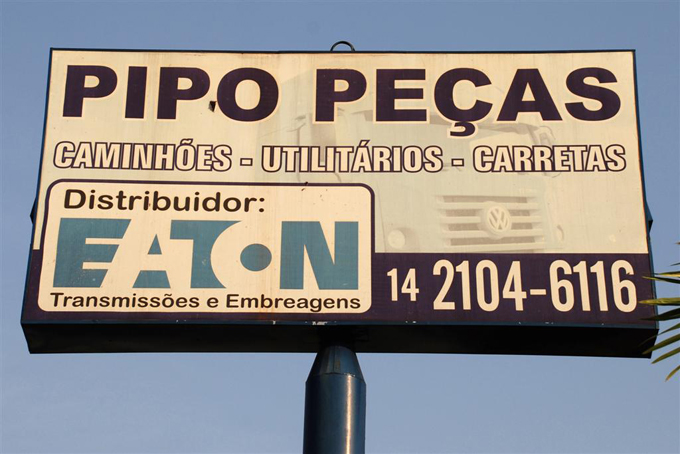 PIPO PEÇAS
CAMINHÕES - UTILITÁRIOS - CARRETAS
Distribuidor:
EATON
Transmissões e Embreagens
14 2104-6116